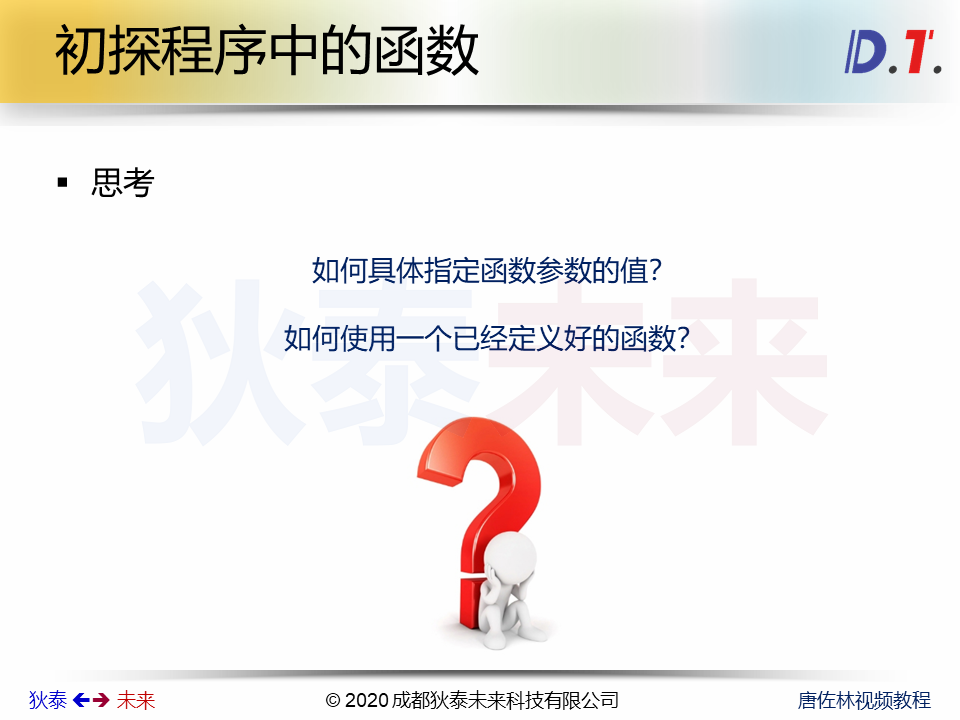 初探程序中的函数
D.T.
▪ 思考
如何具体指定函数参数的值?
如何使用一个已经定义好的函数?
狄泰未来
狄泰 未来
© 2020 成都狄泰未来科技有限公司
唐佐林视频教程